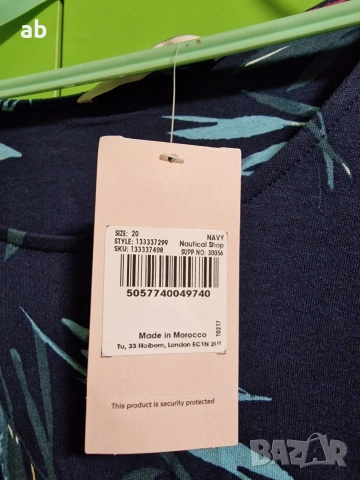 ab
SIZE: 20 NAVY
STYLE: 133337299 Nautical Shop
SKU: 133337408 SUPP NO: 30056
5057740049740
T0217
Made in Morocco
Tu, 33 Holborn, London EC1N 2HT
This product is security protected
BAZAR